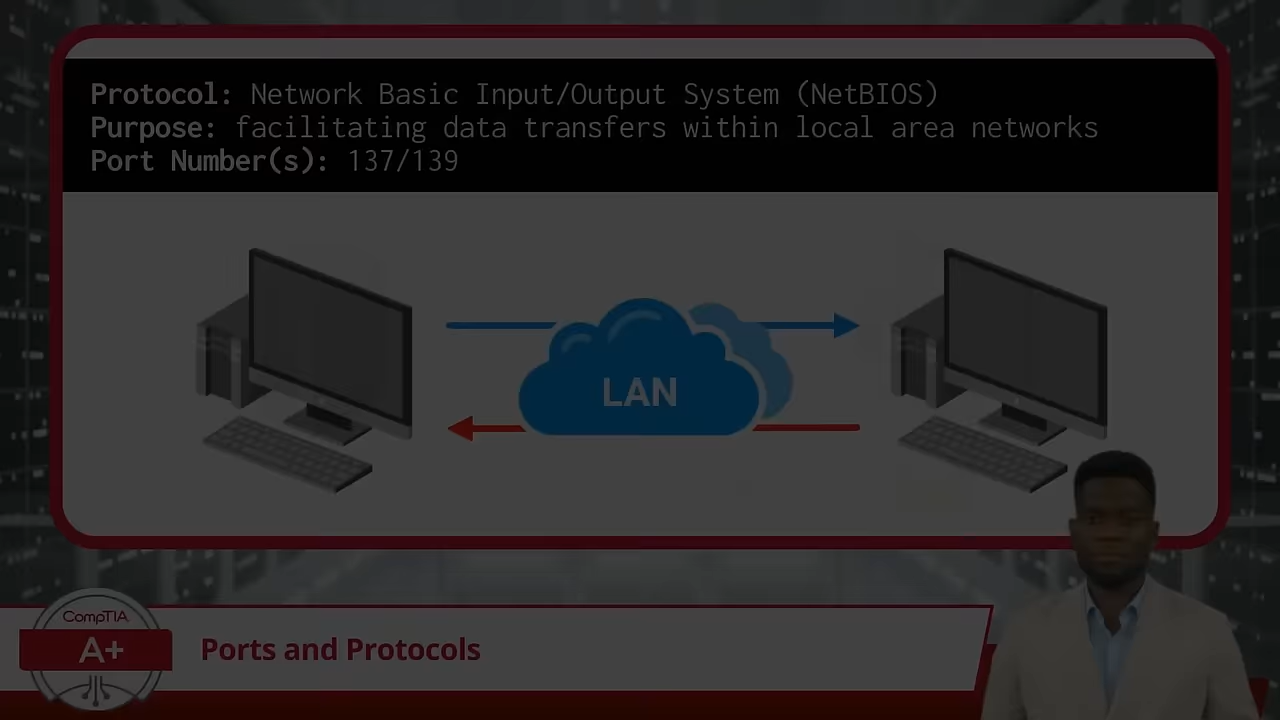 Protocol: Network Basic Input/Output System (NetBIOS)
Purpose: facilitating data transfers within local area networks
Port Number(s): 137/139
LAN
CompTIA.
A+
Ports and Protocols